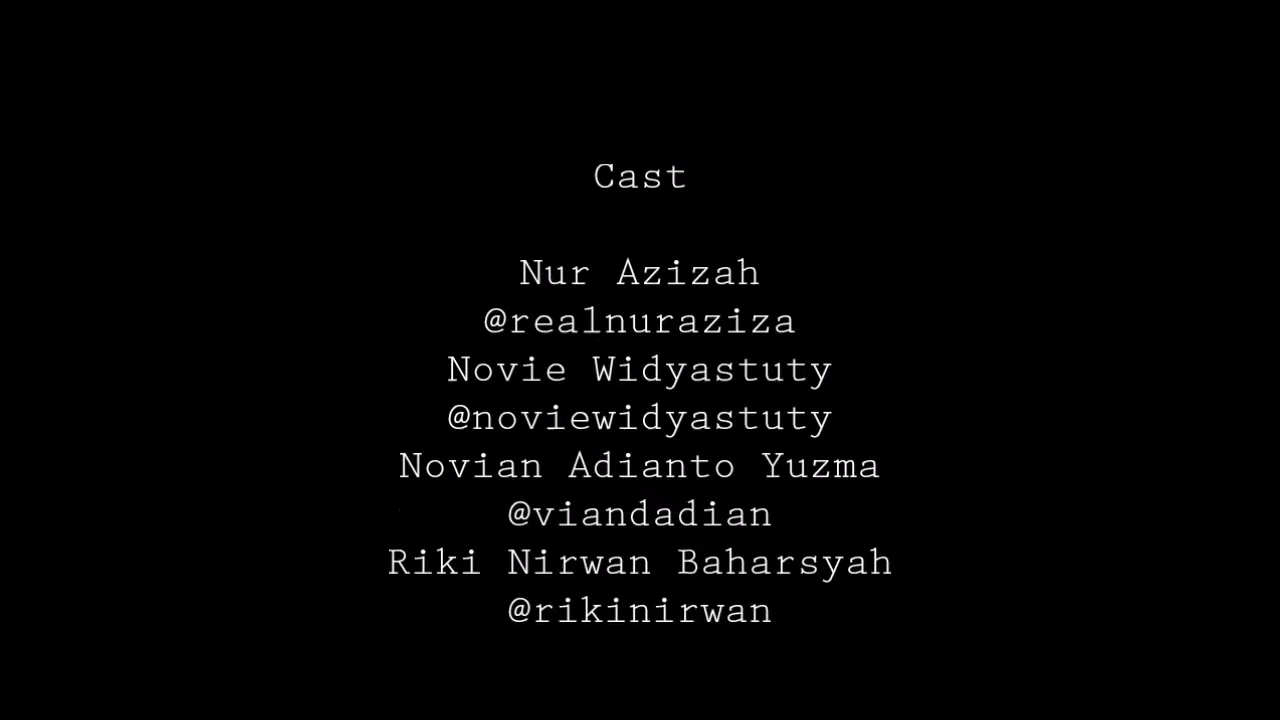 Cast
Nur Azizah
@realnuraziza
Novie Widyastuty
@noviewidyastuty
Novian Adianto Yuzma
@viandadian
Riki Nirwan Baharsyah
@rikinirwan